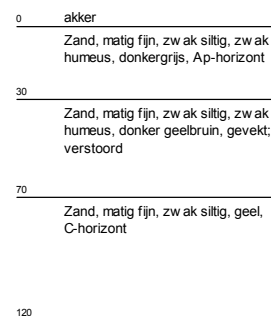 0 akker
Zand, matig fijn, zwak siltig, zwak
humeus, donkergrijs, Ap-horizont
30
Zand, matig fijn, zwak siltig, zwak
humeus, donker geelbruin, gevekt;
verstoord
70
Zand, matig fijn, zwak siltig, geel,
C-horizont
120